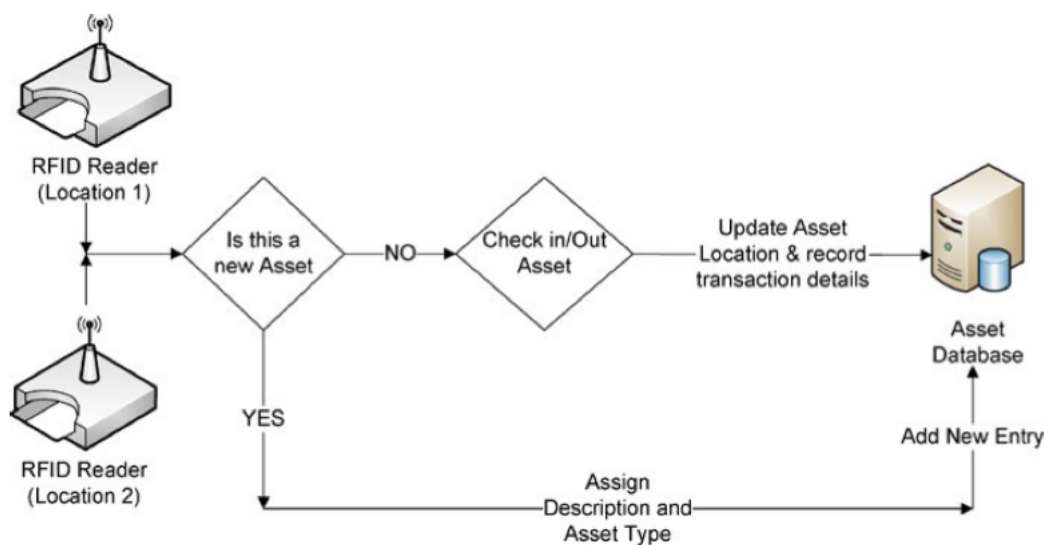 RFID Reader
(Location 1)
Is this a
new Asset
NO
Check in/Out
Asset
Update Asset
Location & record
transaction details
Asset
Database
RFID Reader
(Location 2)
YES
Add New Entry
Assign
Description and
Asset Type